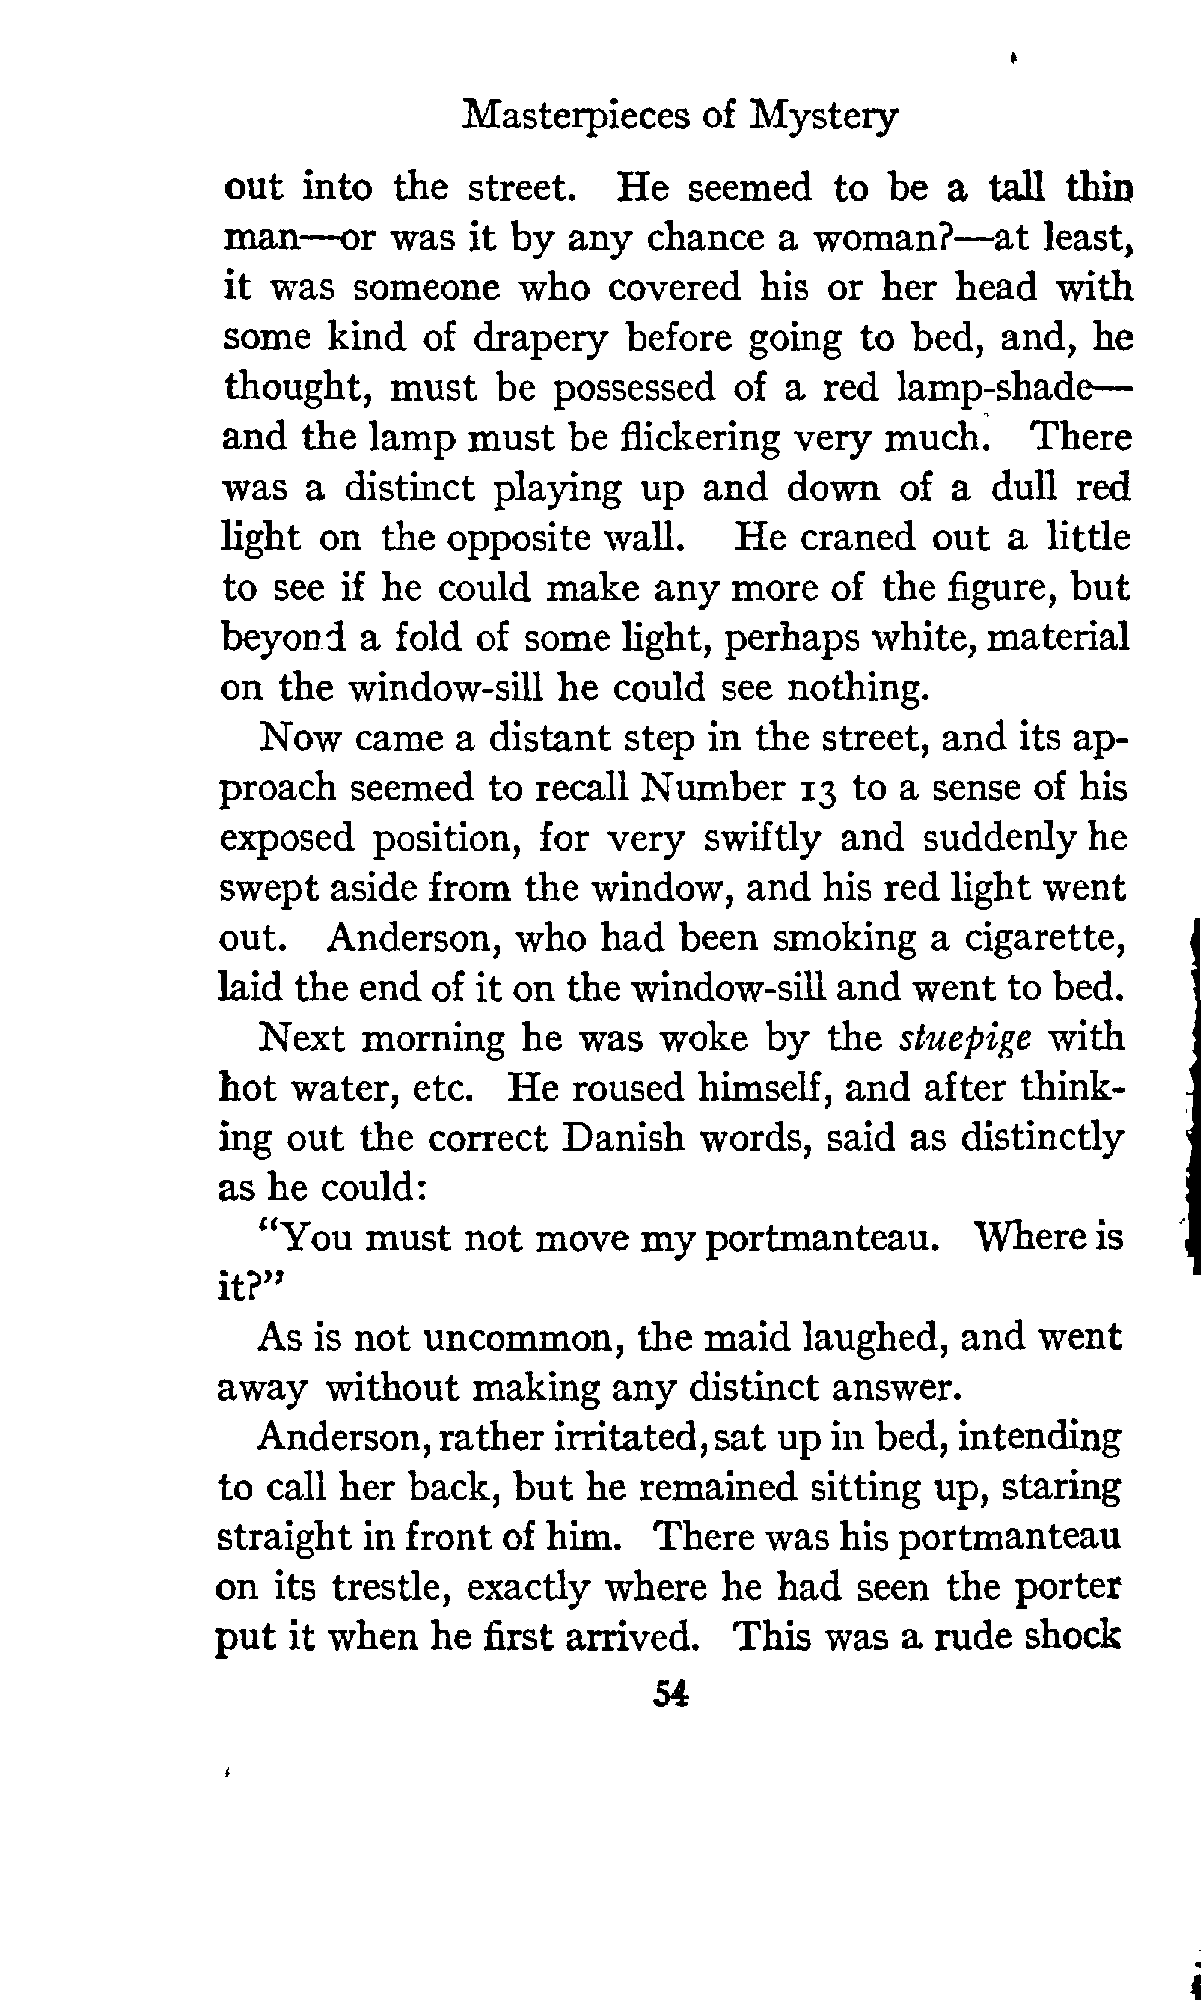 Masterpieces of Mystery
out into the street. He seemed to be a tall thin
man—or was it by any chance a woman?—at least,
it was someone who covered his or her head with
some kind of drapery before going to bed, and, he
thought, must be possessed of a red lamp-shade—
and the lamp must be flickering very much. There
was a distinct playing up and down of a dull red
light on the opposite wall. He craned out a little
to see if he could make any more of the figure, but
beyond a fold of some light, perhaps white, material
on the window-sill he could see nothing.
Now came a distant step in the street, and its ap-
proach seemed to recall Number 13 to a sense of his
exposed position, for very swiftly and suddenly he
swept aside from the window, and his red light went
out. Anderson, who had been smoking a cigarette,
laid the end of it on the window-sill and went to bed.
Next morning he was woke by the stuepige with
hot water, etc. He roused himself, and after think-
ing out the correct Danish words, said as distinctly
as he could:
"You must not move my portmanteau. Where is
it?"
As is not uncommon, the maid laughed, and went
away without making any distinct answer.
Anderson, rather irritated, sat up in bed, intending
to call her back, but he remained sitting up, staring
straight in front of him. There was his portmanteau
on its trestle, exactly where he had seen the porter
put it when he first arrived. This was a rude shock
54